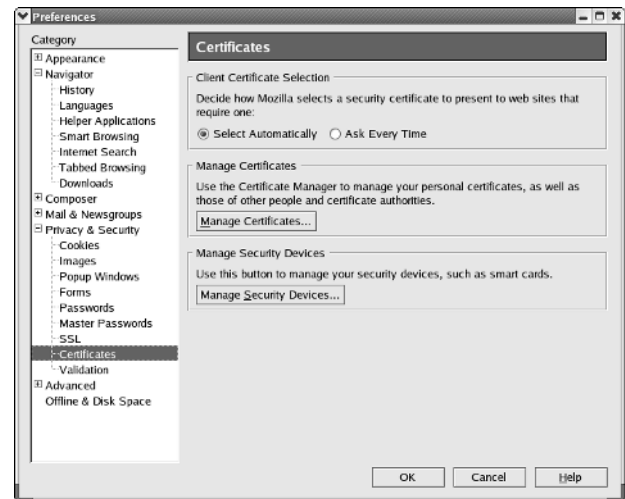 Preferences
Category
Appearance
Navigator
History
Languages
Helper Applications
Smart Browsing
Internet Search
Tabbed Browsing
Downloads
Composer
Mail & Newsgroups
Privacy & Security
Cookies
Images
Popup Windows
Forms
Passwords
Master Passwords
SSL
Certificates
Validation
Advanced
Offline & Disk Space
Certificates
Client Certificate Selection
Decide how Mozilla selects a security certificate to present to web sites that
require one:
Select Automatically Ask Every Time
Manage Certificates
Use the Certificate Manager to manage your personal certificates, as well as
those of other people and certificate authorities.
Manage Certificates...
Manage Security Devices
Use this button to manage your security devices, such as smart cards.
Manage Security Devices...
OK Cancel Help